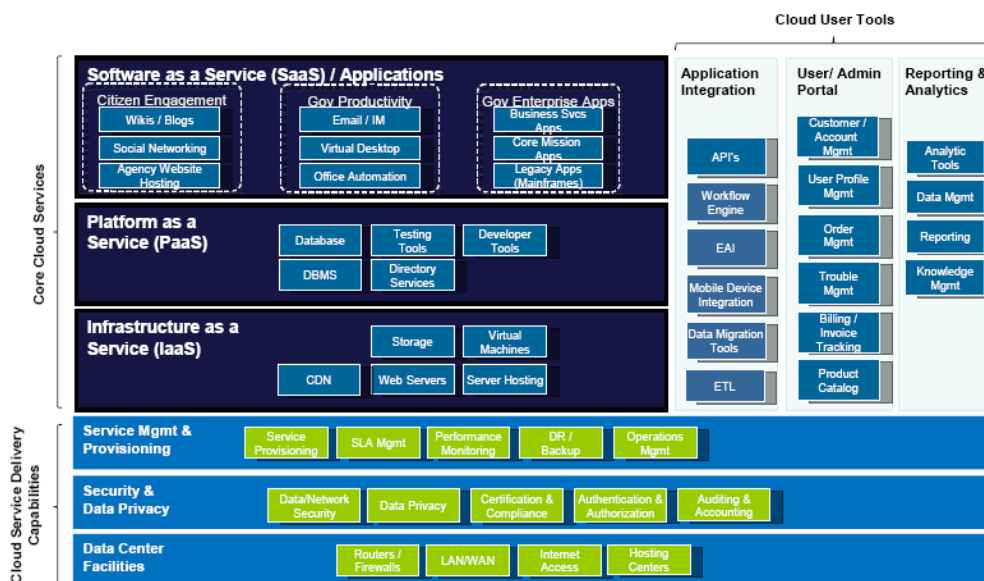 Cloud User Tools
Core Cloud Services
Software as a Service (SaaS) / Applications
Citizen Engagement
Wikis / Blogs
Social Networking
Agency Website
Hosting
Gov Productivity
Email / IM
Virtual Desktop
Office Automation
Gov Enterprise Apps
Business Svcs
Apps
Core Mission
Apps
Legacy Apps
(Mainframes)
Platform as a
Service (PaaS)
Database
Testing
Tools
Developer
Tools
DBMS
Directory
Services
Infrastructure as a
Service (IaaS)
Storage
Virtual
Machines
CDN
Web Servers
Server Hosting
Application
Integration
API's
Workflow
Engine
EAI
Mobile Device
Integration
Data Migration
Tools
ETL
User/ Admin
Portal
Customer /
Account
Mgmt
User Profile
Mgmt
Order
Mgmt
Trouble
Mgmt
Billing /
Invoice
Tracking
Product
Catalog
Reporting &
Analytics
Analytic
Tools
Data Mgmt
Reporting
Knowledge
Mgmt
Cloud Service Delivery
Capabilities
Service Mgmt &
Provisioning
Service
Provisioning
SLA Mgmt
Performance
Monitoring
DR /
Backup
Operations
Mgmt
Security &
Data Privacy
Data/Network
Security
Data Privacy
Certification &
Compliance
Authentication &
Authorization
Auditing &
Accounting
Data Center
Facilities
Routers /
Firewalls
LAN/WAN
Internet
Access
Hosting
Centers